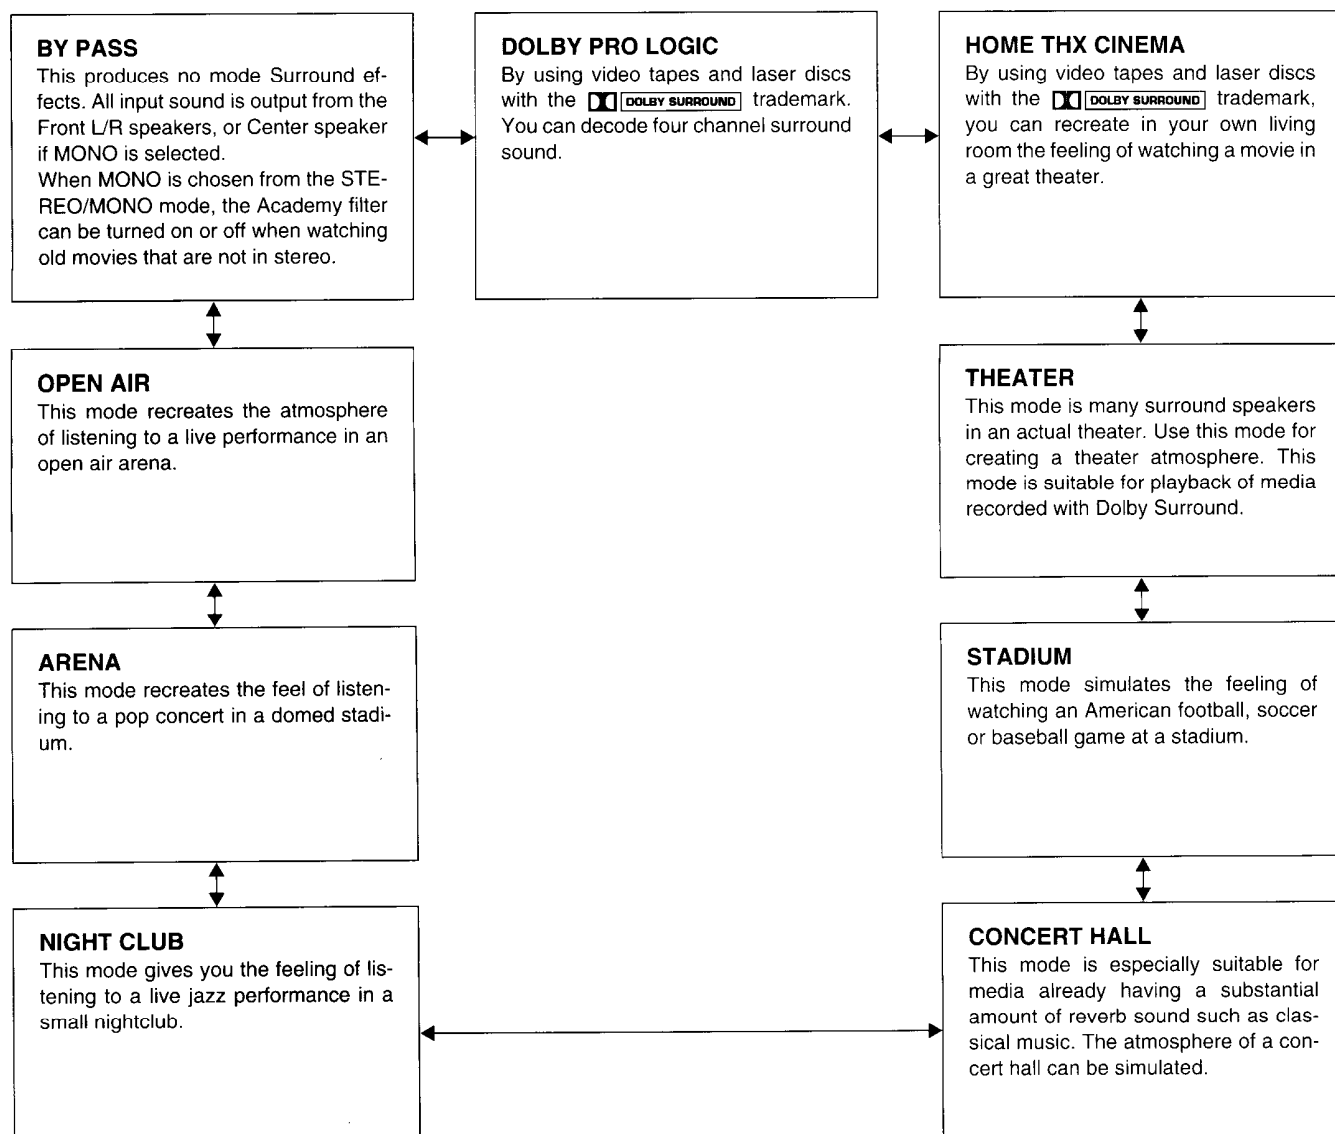 BY PASS
This produces no mode Surround ef-
fects. All input sound is output from the
Front L/R speakers, or Center speaker
if MONO is selected.
When MONO is chosen from the STE-
REO/MONO mode, the Academy filter
can be turned on or off when watching
old movies that are not in stereo.
DOLBY PRO LOGIC
By using video tapes and laser discs
with the DOLBY SURROUND trademark.
You can decode four channel surround
sound.
HOME THX CINEMA
By using video tapes and laser discs
with the DOLBY SURROUND trademark,
you can recreate in your own living
room the feeling of watching a movie in
a great theater.
OPEN AIR
This mode recreates the atmosphere
of listening to a live performance in an
open air arena.
THEATER
This mode is many surround speakers
in an actual theater. Use this mode for
creating a theater atmosphere. This
mode is suitable for playback of media
recorded with Dolby Surround.
ARENA
This mode recreates the feel of listen-
ing to a pop concert in a domed stadi-
um.
STADIUM
This mode simulates the feeling of
watching an American football, soccer
or baseball game at a stadium.
NIGHT CLUB
This mode gives you the feeling of lis-
tening to a live jazz performance in a
small nightclub.
CONCERT HALL
This mode is especially suitable for
media already having a substantial
amount of reverb sound such as clas-
sical music. The atmosphere of a con-
cert hall can be simulated.